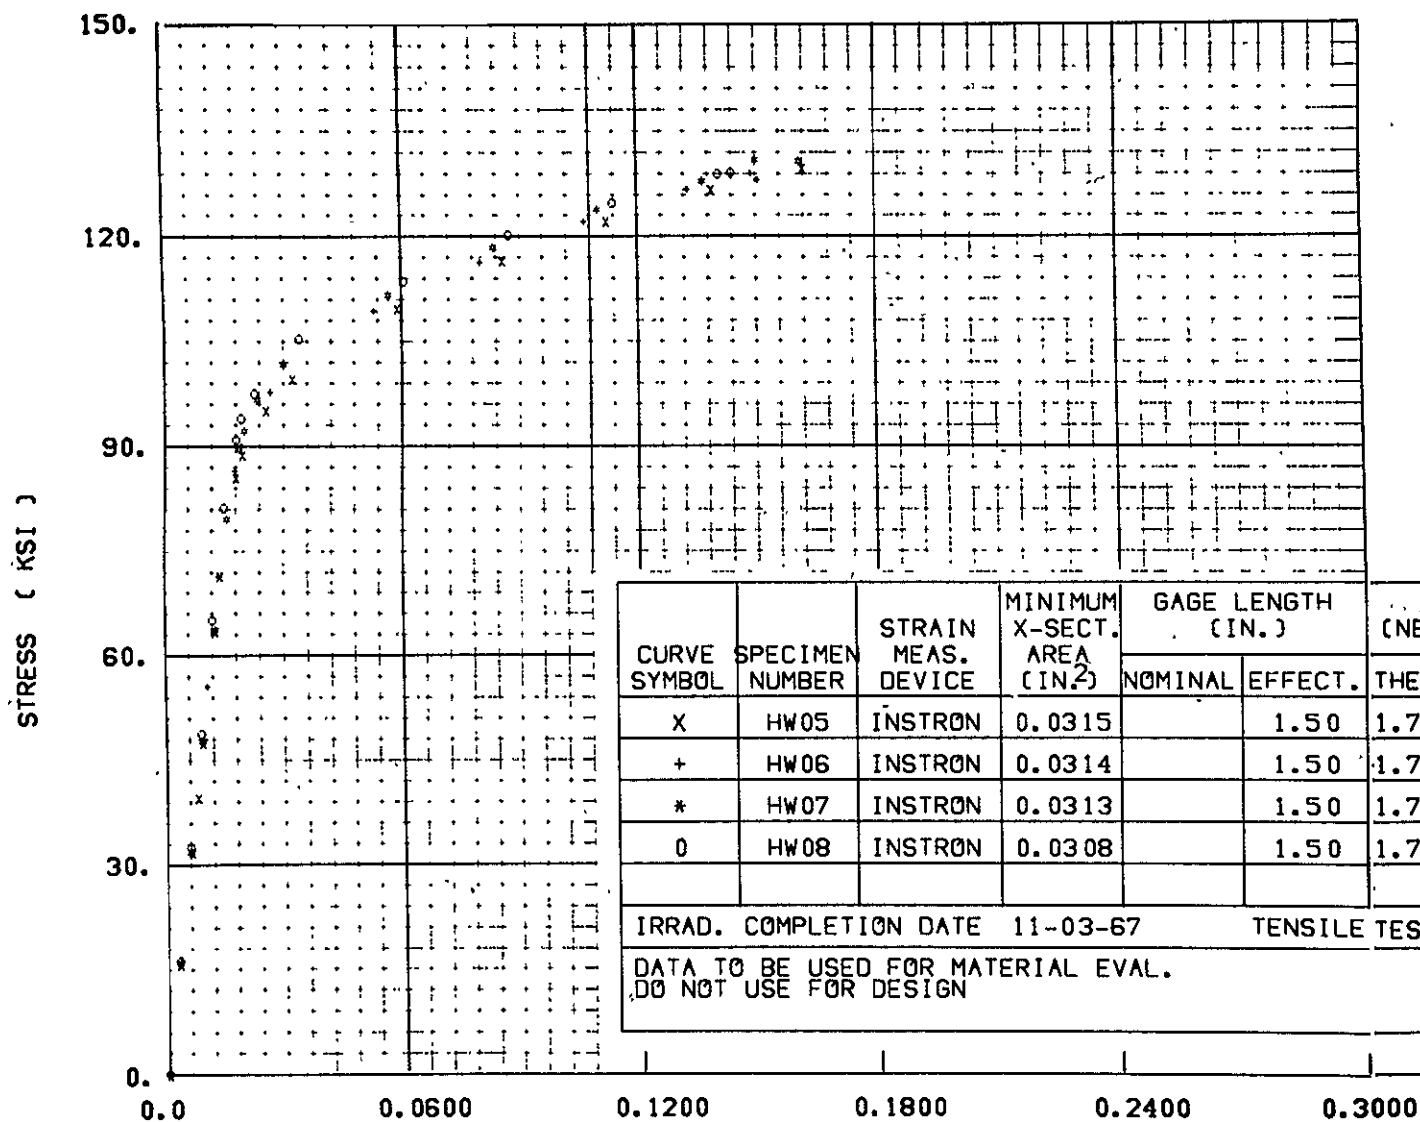 150.
120.
90.
60.
30.
0.
STRESS ( KSI )
0.0 0.0600 0.1200 0.1800 0.2400 0.3000
CURVE SYMBOL SPECIMEN NUMBER STRAIN MEAS. DEVICE MINIMUM X-SECT. AREA (IN.2) GAGE LENGTH (IN.) NOMINAL EFFECT. (NE THE
X HW05 INSTRON 0.0315 1.50 1.7
+ HW06 INSTRON 0.0314 1.50 1.7
* HW07 INSTRON 0.0313 1.50 1.7
0 HW08 INSTRON 0.0308 1.50 1.7
IRRAD. COMPLETION DATE 11-03-67 TENSILE TES
DATA TO BE USED FOR MATERIAL EVAL.
DO NOT USE FOR DESIGN